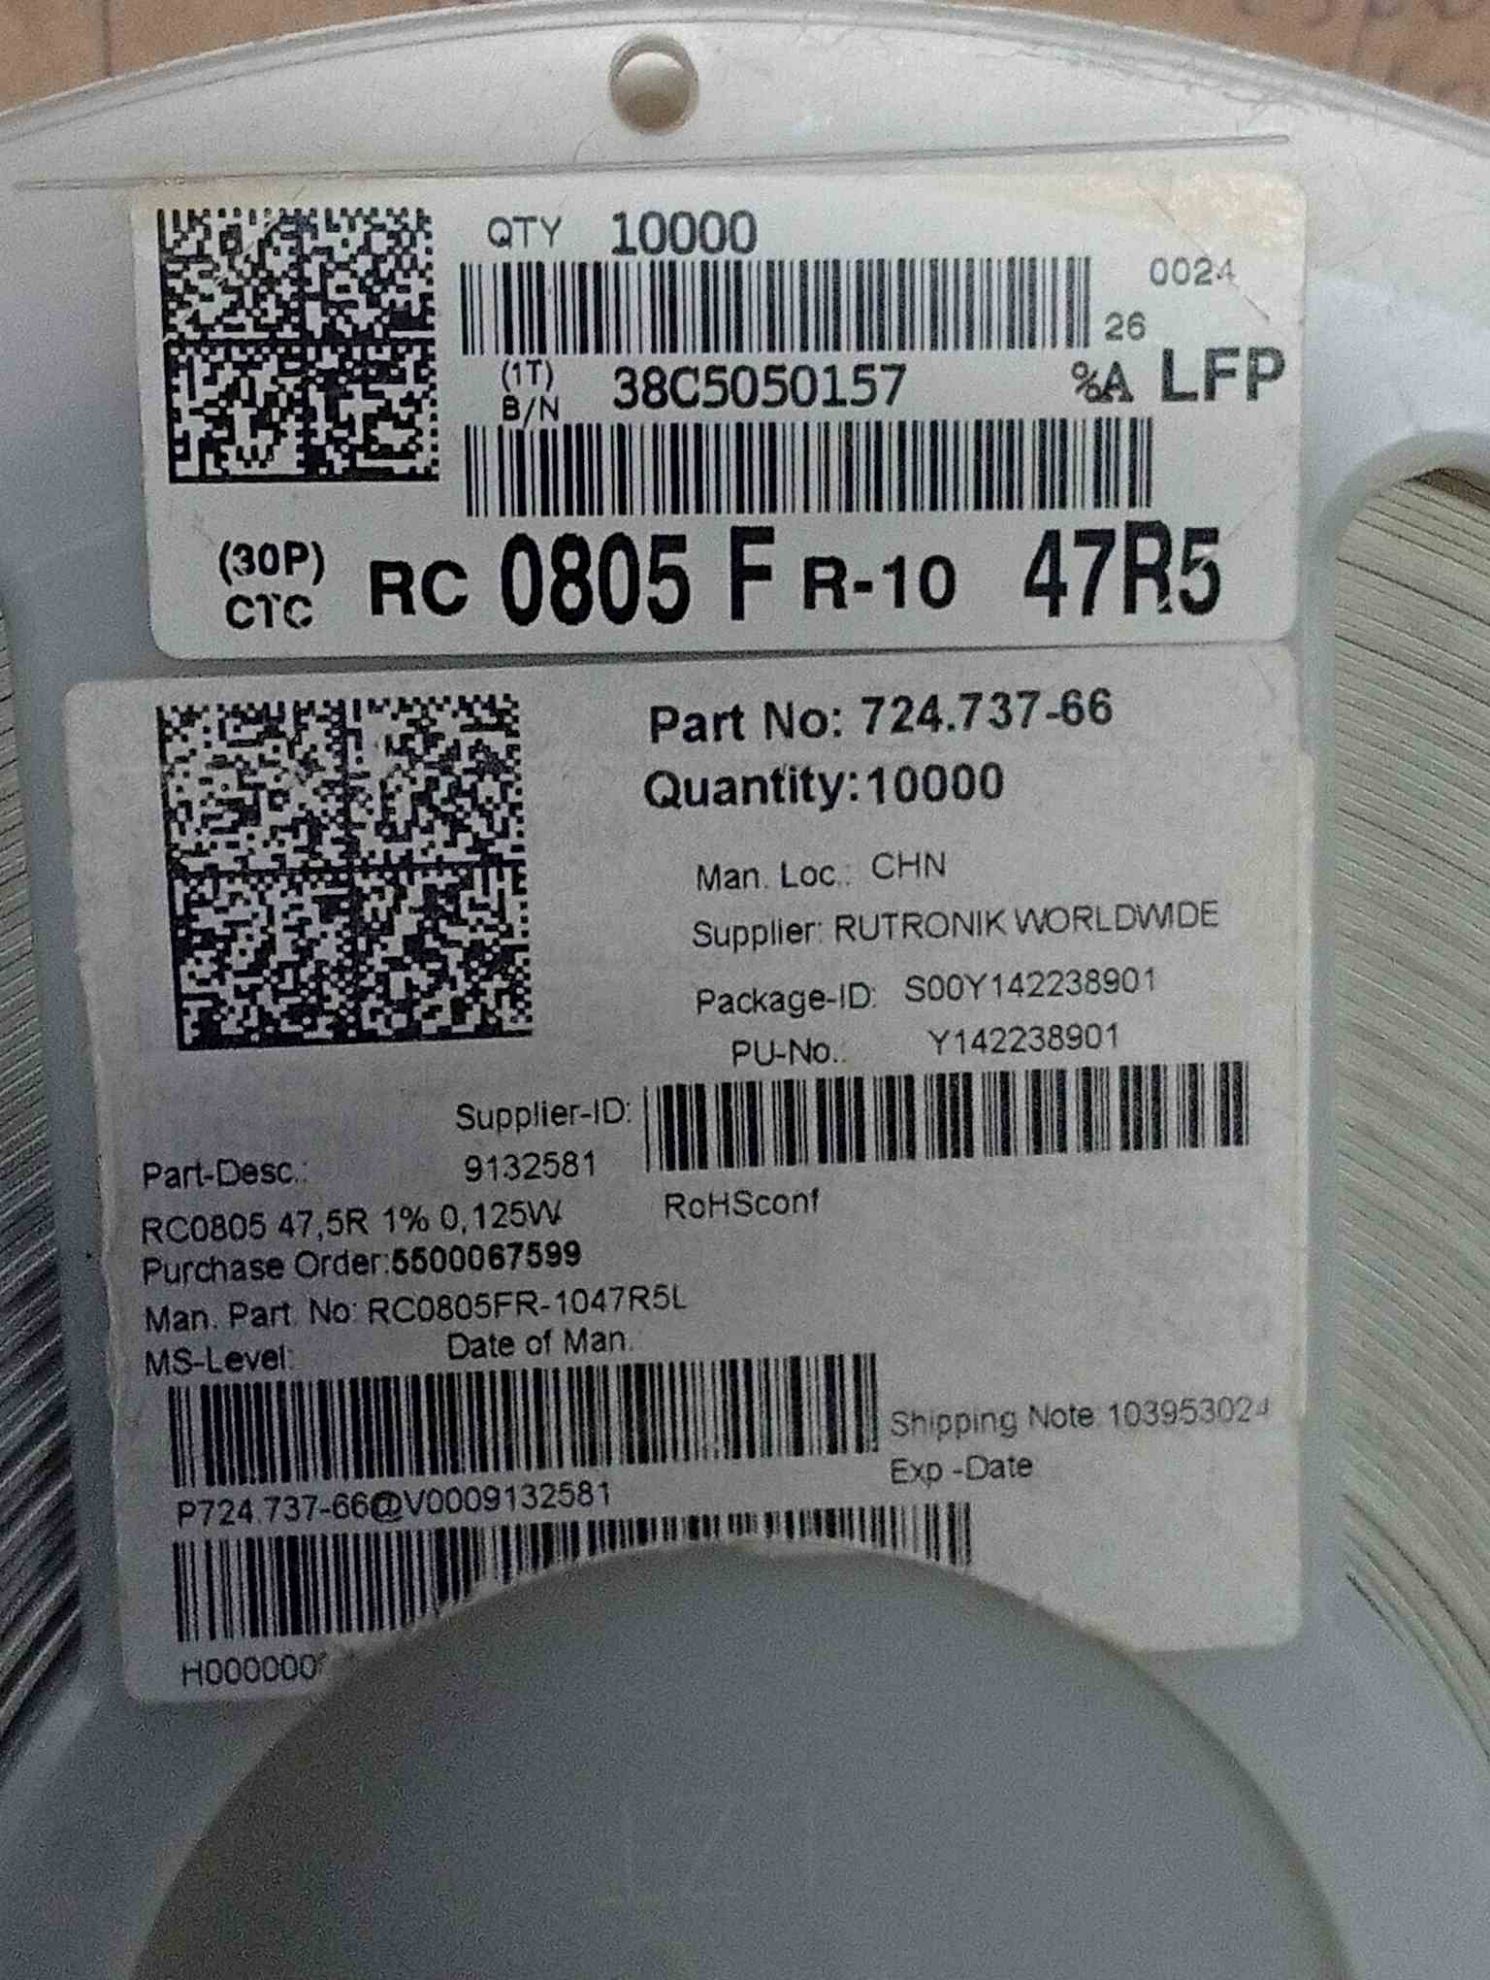 QTY 10000
0024
26
(1T) B/N 38C5050157 %A LFP
(30P) CTC RC 0805 F R-10 47R5
Part No: 724.737-66
Quantity:10000
Man. Loc.: CHN
Supplier: RUTRONIK WORLDWIDE
Package-ID: S00Y142238901
PU-No.: Y142238901
Supplier-ID:
Part-Desc.: 9132581
RC0805 47,5R 1% 0,125W RoHSconf
Purchase Order:5500067599
Man. Part. No: RC0805FR-1047R5L
MS-Level: Date of Man.
Shipping Note: 103953024
Exp -Date
P724.737-66@V0009132581
H000000